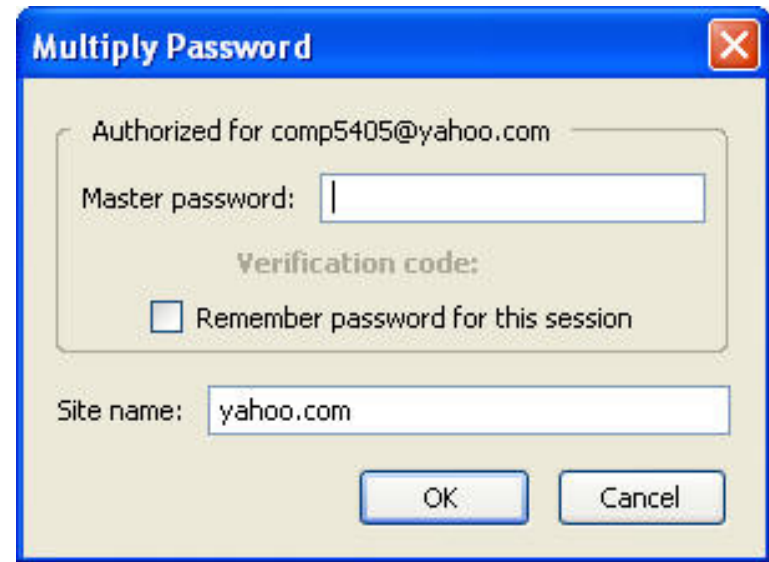 Multiply Password
Authorized for comp5405@yahoo.com
Master password:
Verification code:
Remember password for this session
Site name: yahoo.com
OK Cancel